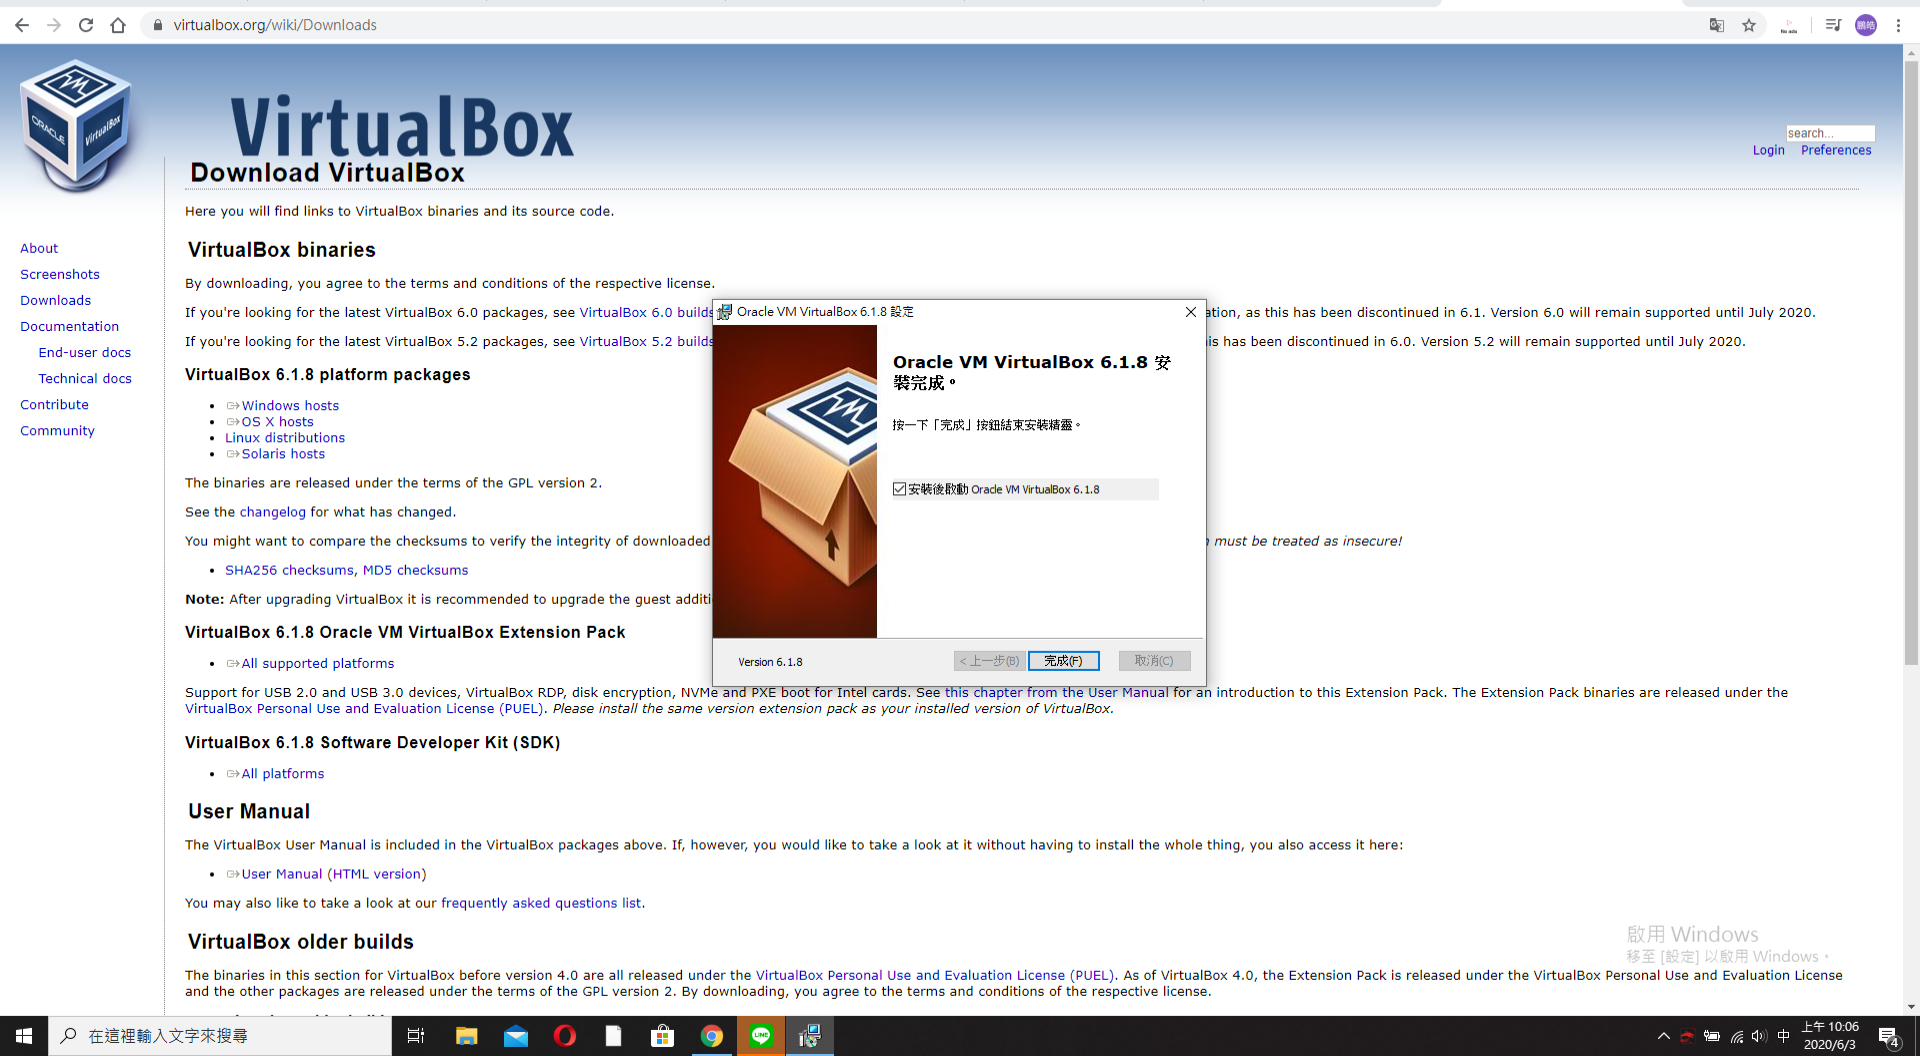 virtualbox.org/wiki/Downloads
No ads
鵬皓
ORACLE
VirtualBox
VirtualBox
search...
Login Preferences
Download VirtualBox
Here you will find links to VirtualBox binaries and its source code.
About
Screenshots
Downloads
Documentation
End-user docs
Technical docs
Contribute
Community
VirtualBox binaries
By downloading, you agree to the terms and conditions of the respective license.
If you're looking for the latest VirtualBox 6.0 packages, see VirtualBox 6.0 builds
ation, as this has been discontinued in 6.1. Version 6.0 will remain supported until July 2020.
If you're looking for the latest VirtualBox 5.2 packages, see VirtualBox 5.2 builds
is has been discontinued in 6.0. Version 5.2 will remain supported until July 2020.
VirtualBox 6.1.8 platform packages
Windows hosts
OS X hosts
Linux distributions
Solaris hosts
The binaries are released under the terms of the GPL version 2.
See the changelog for what has changed.
You might want to compare the checksums to verify the integrity of downloaded
must be treated as insecure!
SHA256 checksums, MD5 checksums
Note: After upgrading VirtualBox it is recommended to upgrade the guest additi
VirtualBox 6.1.8 Oracle VM VirtualBox Extension Pack
All supported platforms
Support for USB 2.0 and USB 3.0 devices, VirtualBox RDP, disk encryption, NVMe and PXE boot for Intel cards. See this chapter from the User Manual for an introduction to this Extension Pack. The Extension Pack binaries are released under the
VirtualBox Personal Use and Evaluation License (PUEL). Please install the same version extension pack as your installed version of VirtualBox.
VirtualBox 6.1.8 Software Developer Kit (SDK)
All platforms
User Manual
The VirtualBox User Manual is included in the VirtualBox packages above. If, however, you would like to take a look at it without having to install the whole thing, you also access it here:
User Manual (HTML version)
You may also like to take a look at our frequently asked questions list.
VirtualBox older builds
The binaries in this section for VirtualBox before version 4.0 are all released under the VirtualBox Personal Use and Evaluation License (PUEL). As of VirtualBox 4.0, the Extension Pack is released under the VirtualBox Personal Use and Evaluation License
and the other packages are released under the terms of the GPL version 2. By downloading, you agree to the terms and conditions of the respective license.
Oracle VM VirtualBox 6.1.8 設定
Oracle VM VirtualBox 6.1.8 安
裝完成。
按一下「完成」按鈕結束安裝精靈。
安裝後啟動 Oracle VM VirtualBox 6.1.8
Version 6.1.8
< 上一步(B)
完成(F)
取消(C)
啟用 Windows
移至 [設定] 以啟用 Windows。
在這裡輸入文字來搜尋
LINE
中
上午 10:06
2020/6/3
4